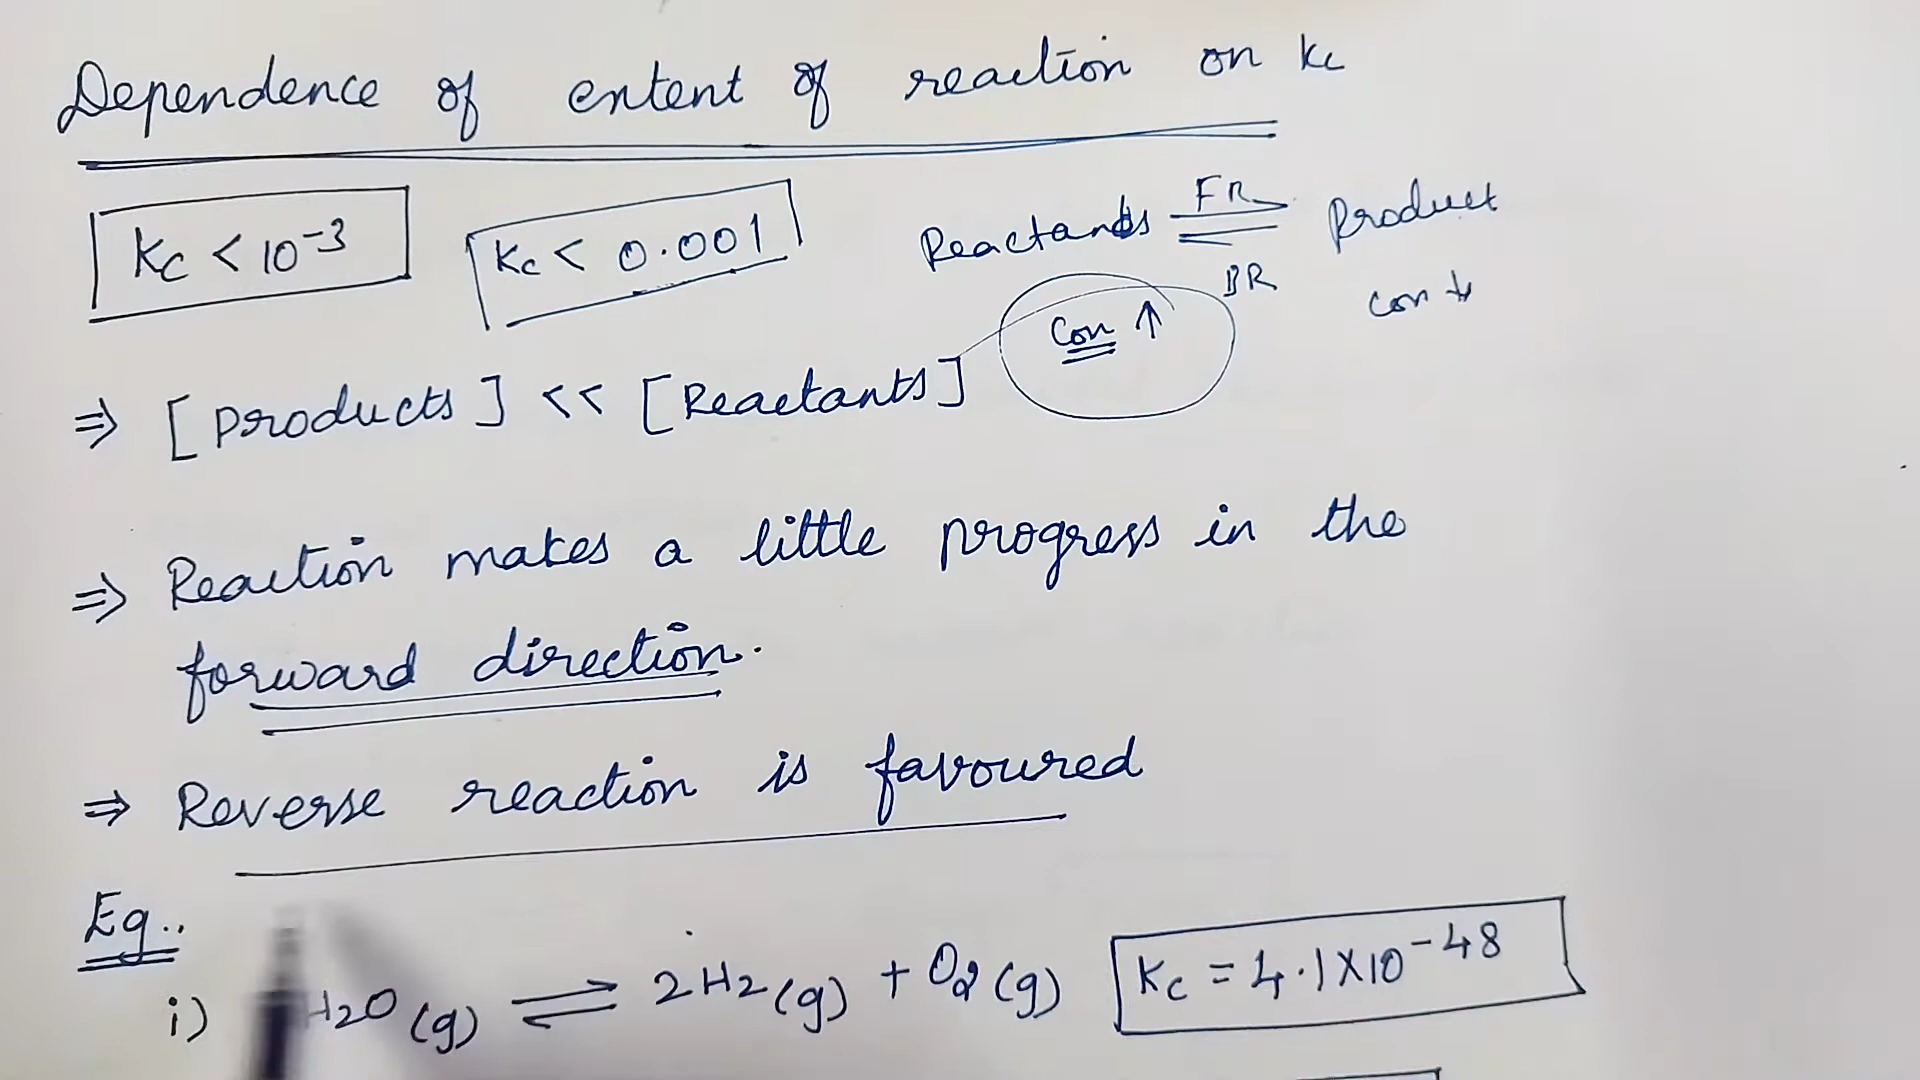 Dependence of extent of reaction on Kc
Kc < 10⁻³
Kc < 0.001
Reactants ⇌ Product
FR
BR
Con ↑
Con ↓
⇒ [Products] << [Reactants]
⇒ Reaction makes a little progress in the
forward direction.
⇒ Reverse reaction is favoured
Eg..
i) H2O (g) ⇌ 2H2 (g) + O2 (g) Kc = 4.1 X 10⁻⁴⁸